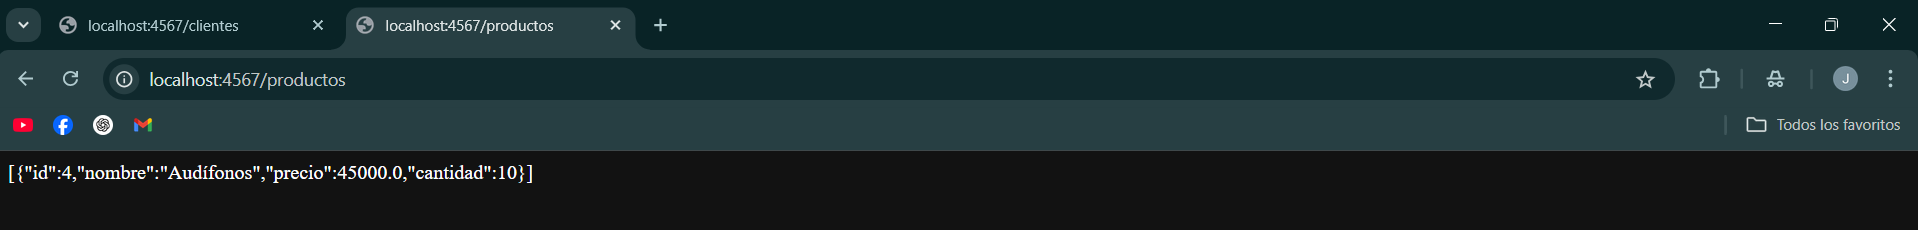 localhost:4567/clientes
localhost:4567/productos
localhost:4567/productos
J
Todos los favoritos
[{"id":4,"nombre":"Audífonos","precio":45000.0,"cantidad":10}]